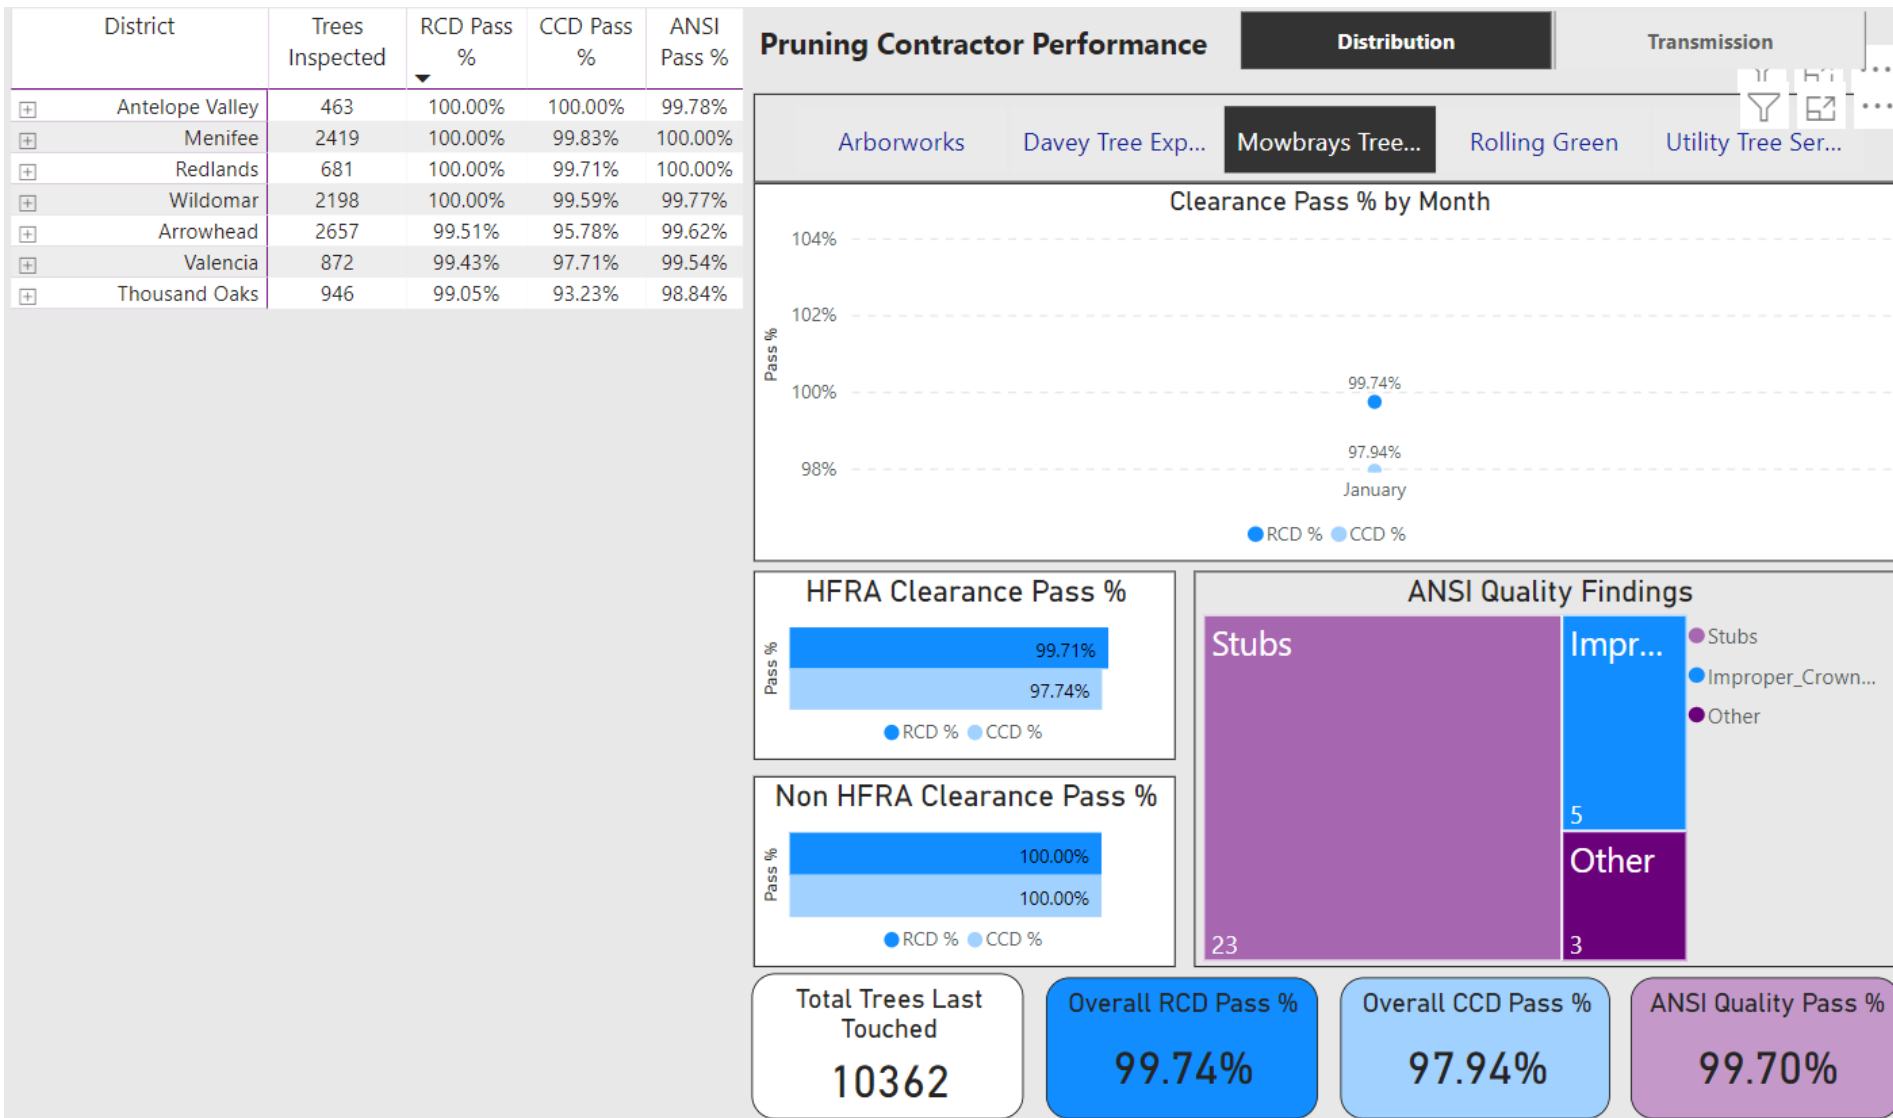 District Trees Inspected RCD Pass % CCD Pass % ANSI Pass %
Antelope Valley 463 100.00% 100.00% 99.78%
Menifee 2419 100.00% 99.83% 100.00%
Redlands 681 100.00% 99.71% 100.00%
Wildomar 2198 100.00% 99.59% 99.77%
Arrowhead 2657 99.51% 95.78% 99.62%
Valencia 872 99.43% 97.71% 99.54%
Thousand Oaks 946 99.05% 93.23% 98.84%
Pruning Contractor Performance
Distribution Transmission
Arborworks Davey Tree Exp... Mowbrays Tree... Rolling Green Utility Tree Ser...
Clearance Pass % by Month
Pass %
104%
102%
100%
98%
99.74%
97.94%
January
RCD % CCD %
HFRA Clearance Pass %
Pass %
99.71%
97.74%
RCD % CCD %
Non HFRA Clearance Pass %
Pass %
100.00%
100.00%
RCD % CCD %
ANSI Quality Findings
Stubs
23
Impr...
5
Other
3
Stubs
Improper_Crown...
Other
Total Trees Last
Touched
10362
Overall RCD Pass %
99.74%
Overall CCD Pass %
97.94%
ANSI Quality Pass %
99.70%